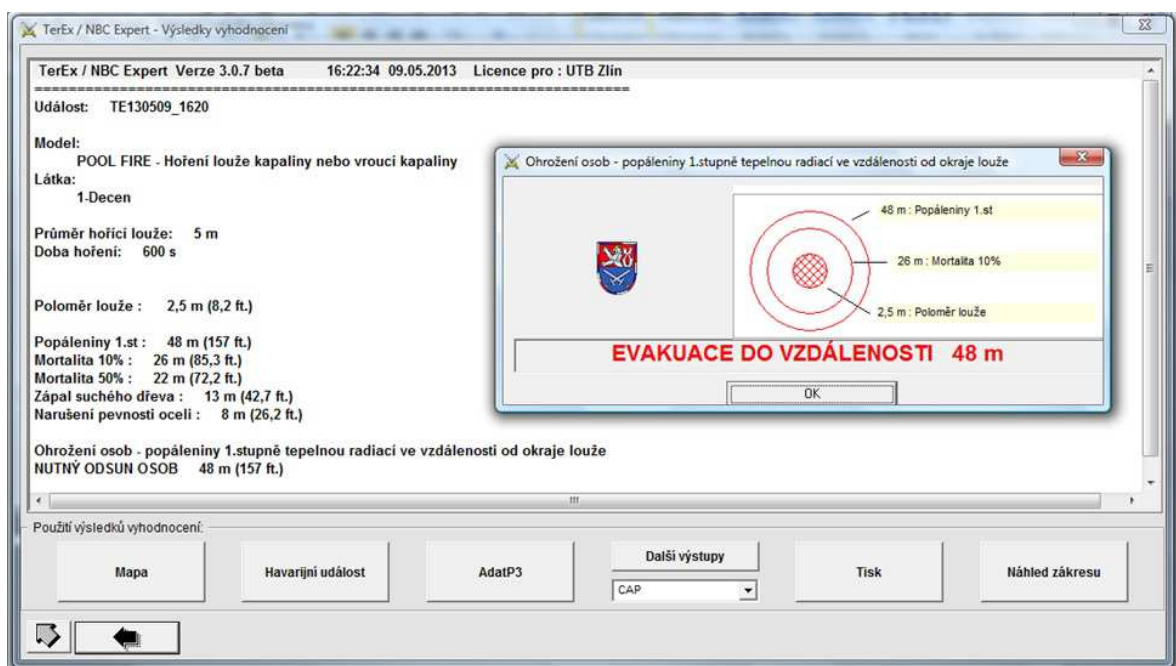 TerEx / NBC Expert - Výsledky vyhodnocení
TerEx / NBC Expert Verze 3.0.7 beta 16:22:34 09.05.2013 Licence pro : UTB Zlín
======================================================================
Událost: TE130509_1620
Model:
POOL FIRE - Hoření louže kapaliny nebo vroucí kapaliny
Látka:
1-Decen
Průměr hořící louže: 5 m
Doba hoření: 600 s
Poloměr louže : 2,5 m (8,2 ft.)
Popáleniny 1.st : 48 m (157 ft.)
Mortalita 10% : 26 m (85,3 ft.)
Mortalita 50% : 22 m (72,2 ft.)
Zápal suchého dřeva : 13 m (42,7 ft.)
Narušení pevnosti oceli : 8 m (26,2 ft.)
Ohrožení osob - popáleniny 1.stupně tepelnou radiací ve vzdálenosti od okraje louže
NUTNÝ ODSUN OSOB 48 m (157 ft.)
Ohrožení osob - popáleniny 1.stupně tepelnou radiací ve vzdálenosti od okraje louže
48 m : Popáleniny 1.st
26 m : Mortalita 10%
2,5 m : Poloměr louže
EVAKUACE DO VZDÁLENOSTI 48 m
OK
Použití výsledků vyhodnocení:
Mapa
Havarijní událost
AdatP3
Další výstupy
CAP
Tisk
Náhled zákresu